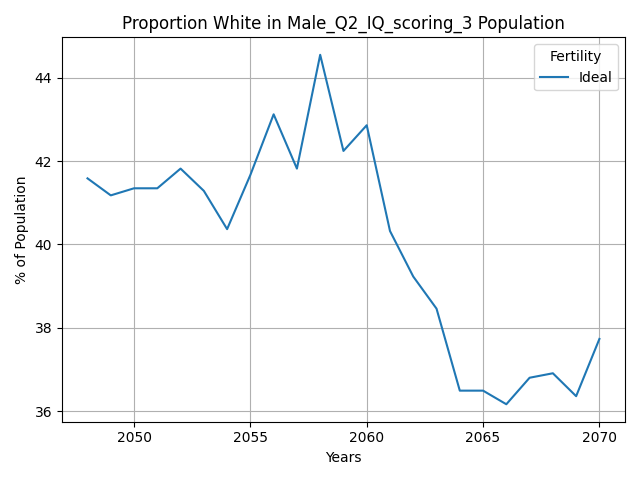 Proportion White in Male_Q2_IQ_scoring_3 Population
Fertility
Ideal
44
42
40
38
36
% of Population
2050 2055 2060 2065 2070
Years